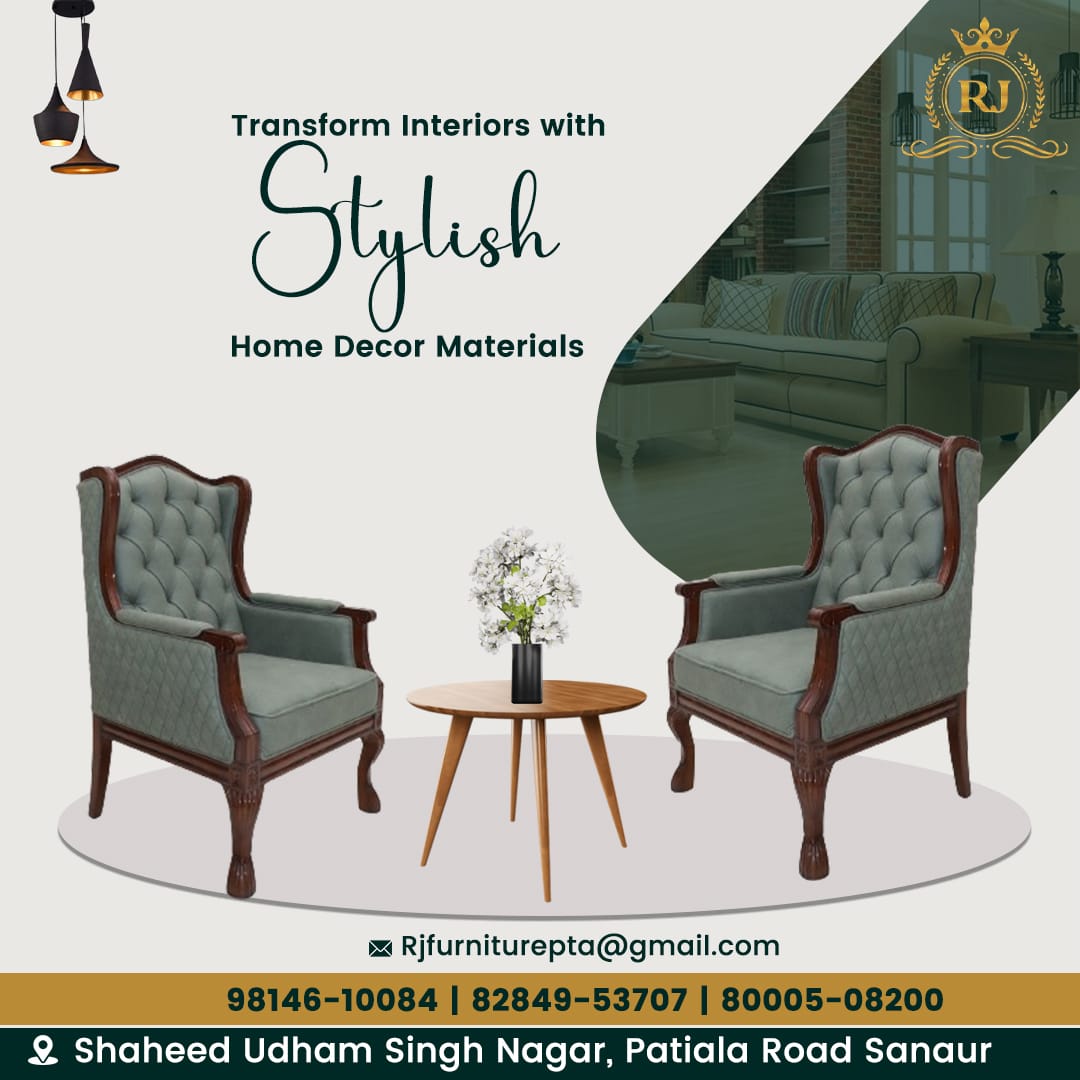 RJ
Transform Interiors with
Stylish
Home Decor Materials
Rjfurniturepta@gmail.com
98146-10084 | 82849-53707 | 80005-08200
Shaheed Udham Singh Nagar, Patiala Road Sanaur